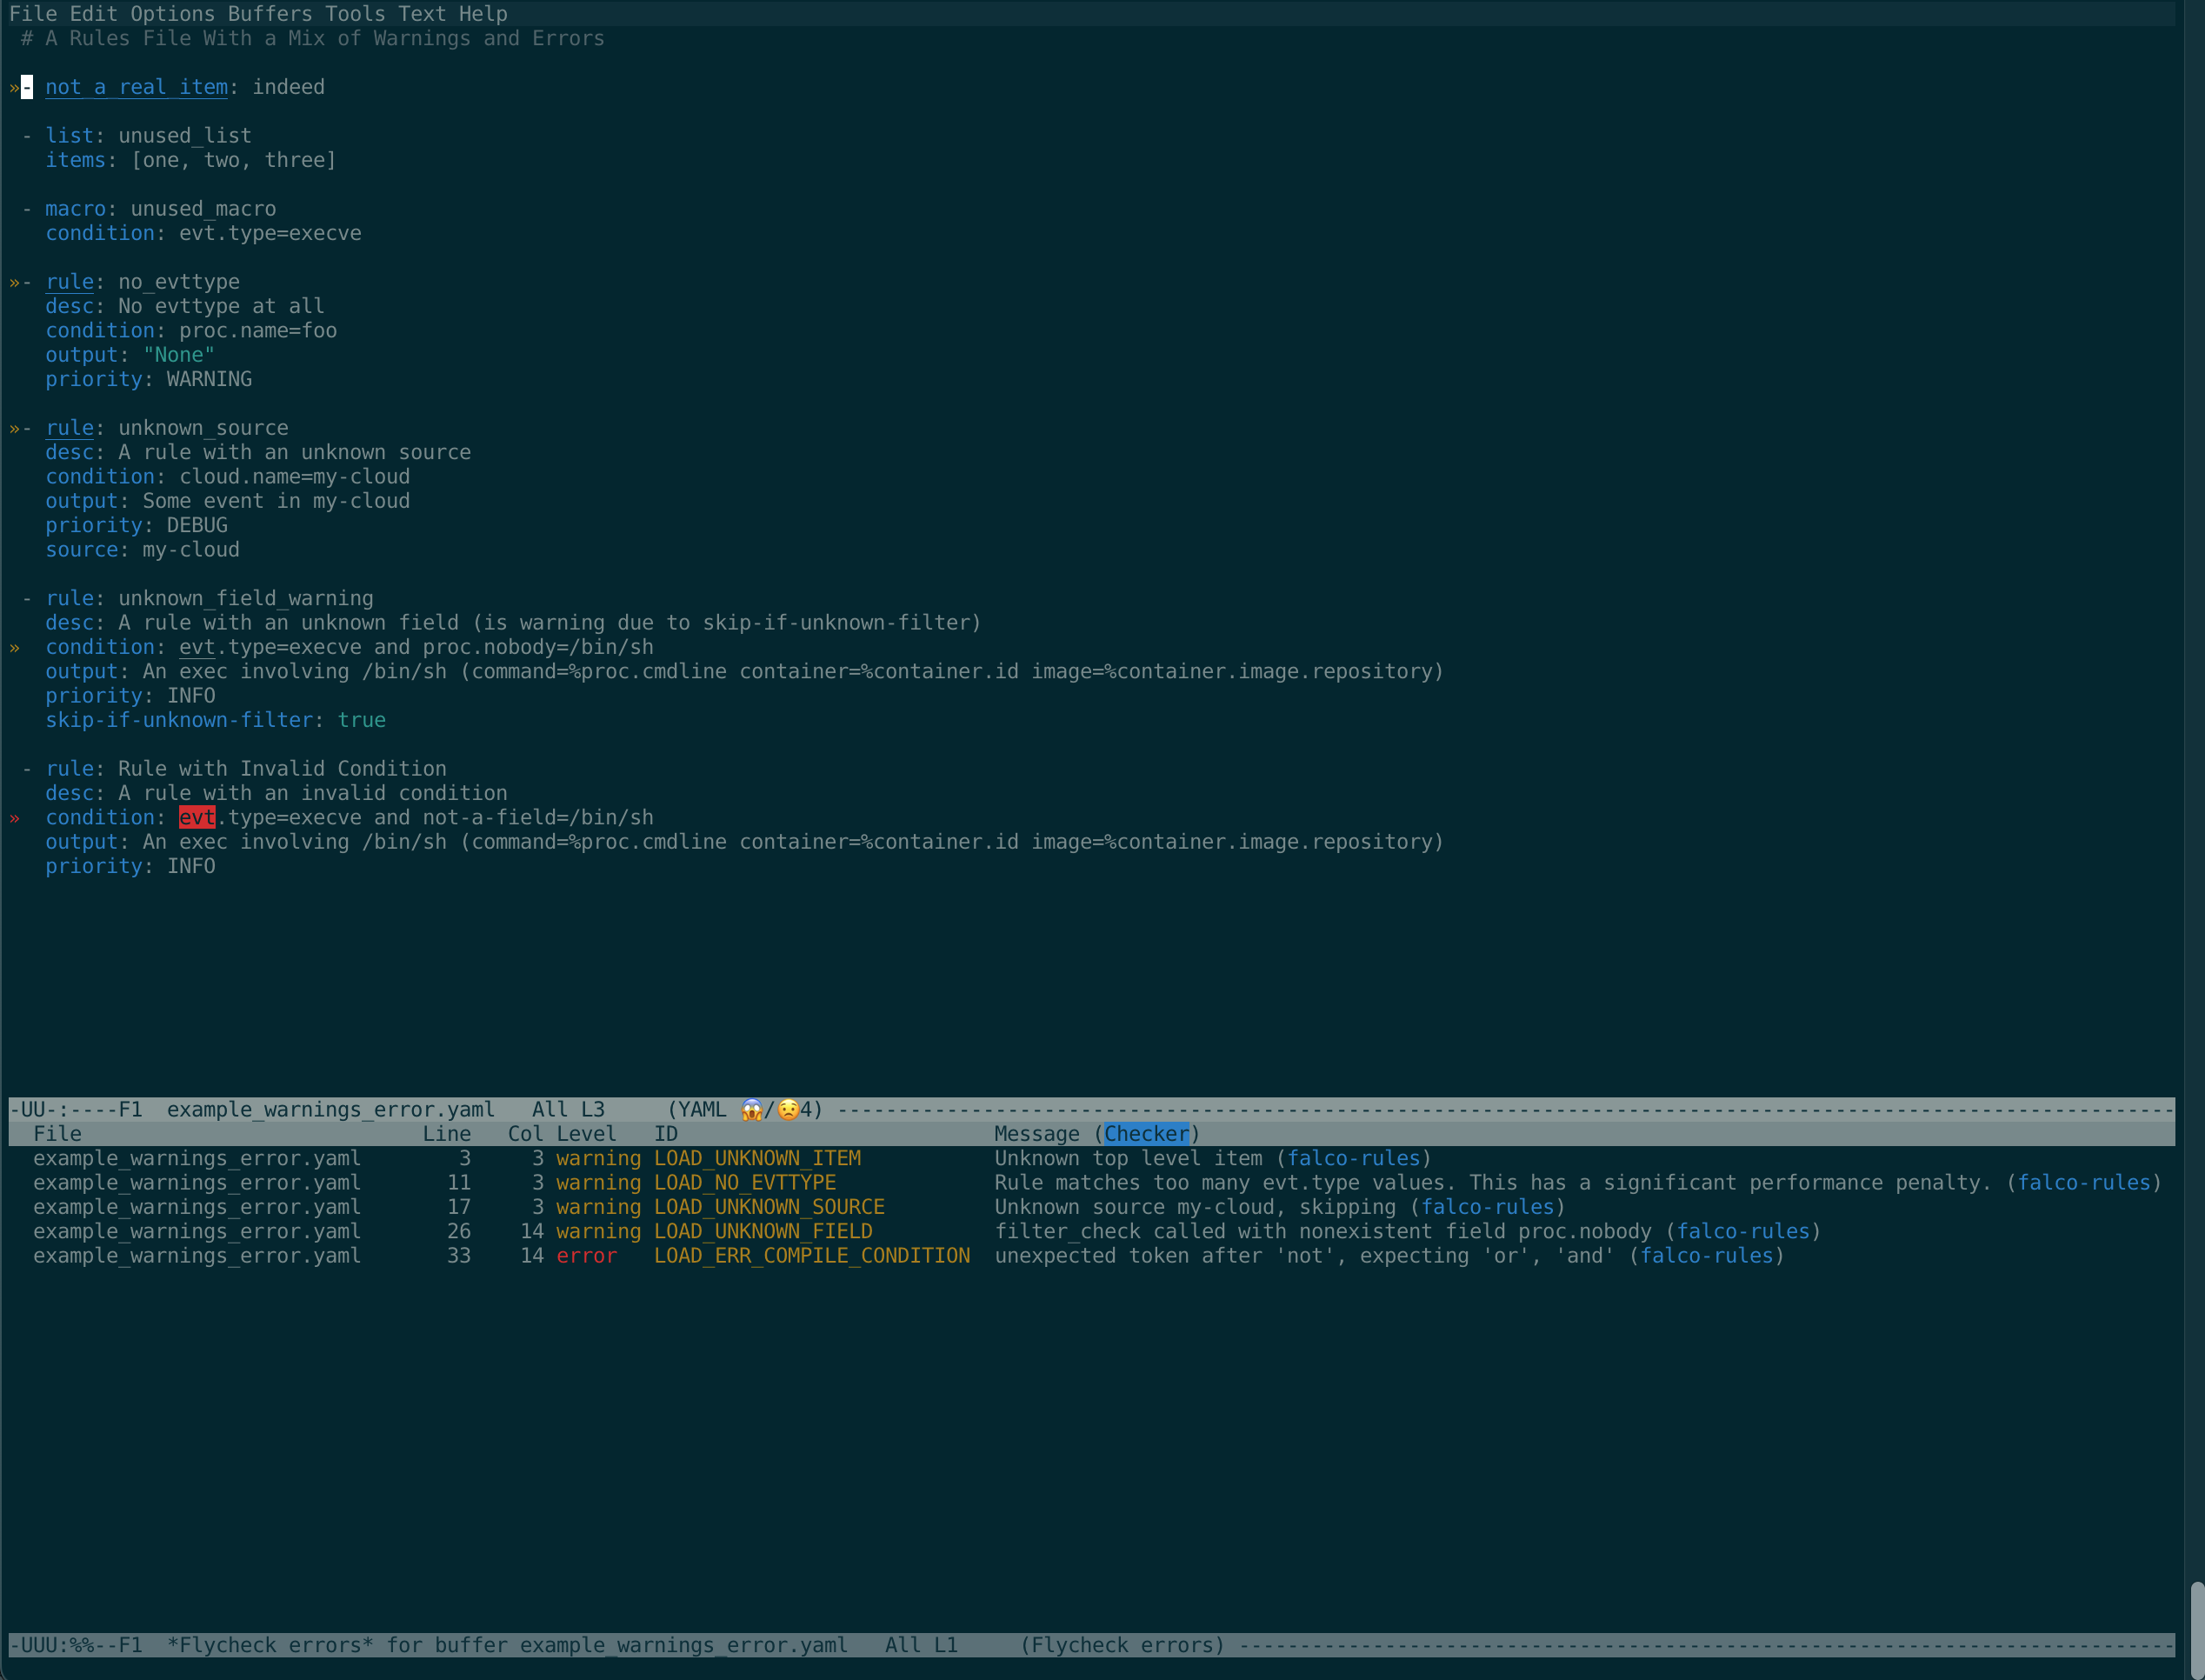 File Edit Options Buffers Tools Text Help
# A Rules File With a Mix of Warnings and Errors
»- not_a_real_item: indeed
- list: unused_list
items: [one, two, three]
- macro: unused_macro
condition: evt.type=execve
»- rule: no_evttype
desc: No evttype at all
condition: proc.name=foo
output: "None"
priority: WARNING
»- rule: unknown_source
desc: A rule with an unknown source
condition: cloud.name=my-cloud
output: Some event in my-cloud
priority: DEBUG
source: my-cloud
- rule: unknown_field_warning
desc: A rule with an unknown field (is warning due to skip-if-unknown-filter)
» condition: evt.type=execve and proc.nobody=/bin/sh
output: An exec involving /bin/sh (command=%proc.cmdline container=%container.id image=%container.image.repository)
priority: INFO
skip-if-unknown-filter: true
- rule: Rule with Invalid Condition
desc: A rule with an invalid condition
» condition: evt.type=execve and not-a-field=/bin/sh
output: An exec involving /bin/sh (command=%proc.cmdline container=%container.id image=%container.image.repository)
priority: INFO
-UU-:----F1 example_warnings_error.yaml All L3 (YAML 😱/😟4) --------------------------------------------------------------------------------------------------------------
File Line Col Level ID Message (Checker)
example_warnings_error.yaml 3 3 warning LOAD_UNKNOWN_ITEM Unknown top level item (falco-rules)
example_warnings_error.yaml 11 3 warning LOAD_NO_EVTTYPE Rule matches too many evt.type values. This has a significant performance penalty. (falco-rules)
example_warnings_error.yaml 17 3 warning LOAD_UNKNOWN_SOURCE Unknown source my-cloud, skipping (falco-rules)
example_warnings_error.yaml 26 14 warning LOAD_UNKNOWN_FIELD filter_check called with nonexistent field proc.nobody (falco-rules)
example_warnings_error.yaml 33 14 error LOAD_ERR_COMPILE_CONDITION unexpected token after 'not', expecting 'or', 'and' (falco-rules)
-UUU:%%--F1 *Flycheck errors* for buffer example_warnings_error.yaml All L1 (Flycheck errors) -----------------------------------------------------------------------------